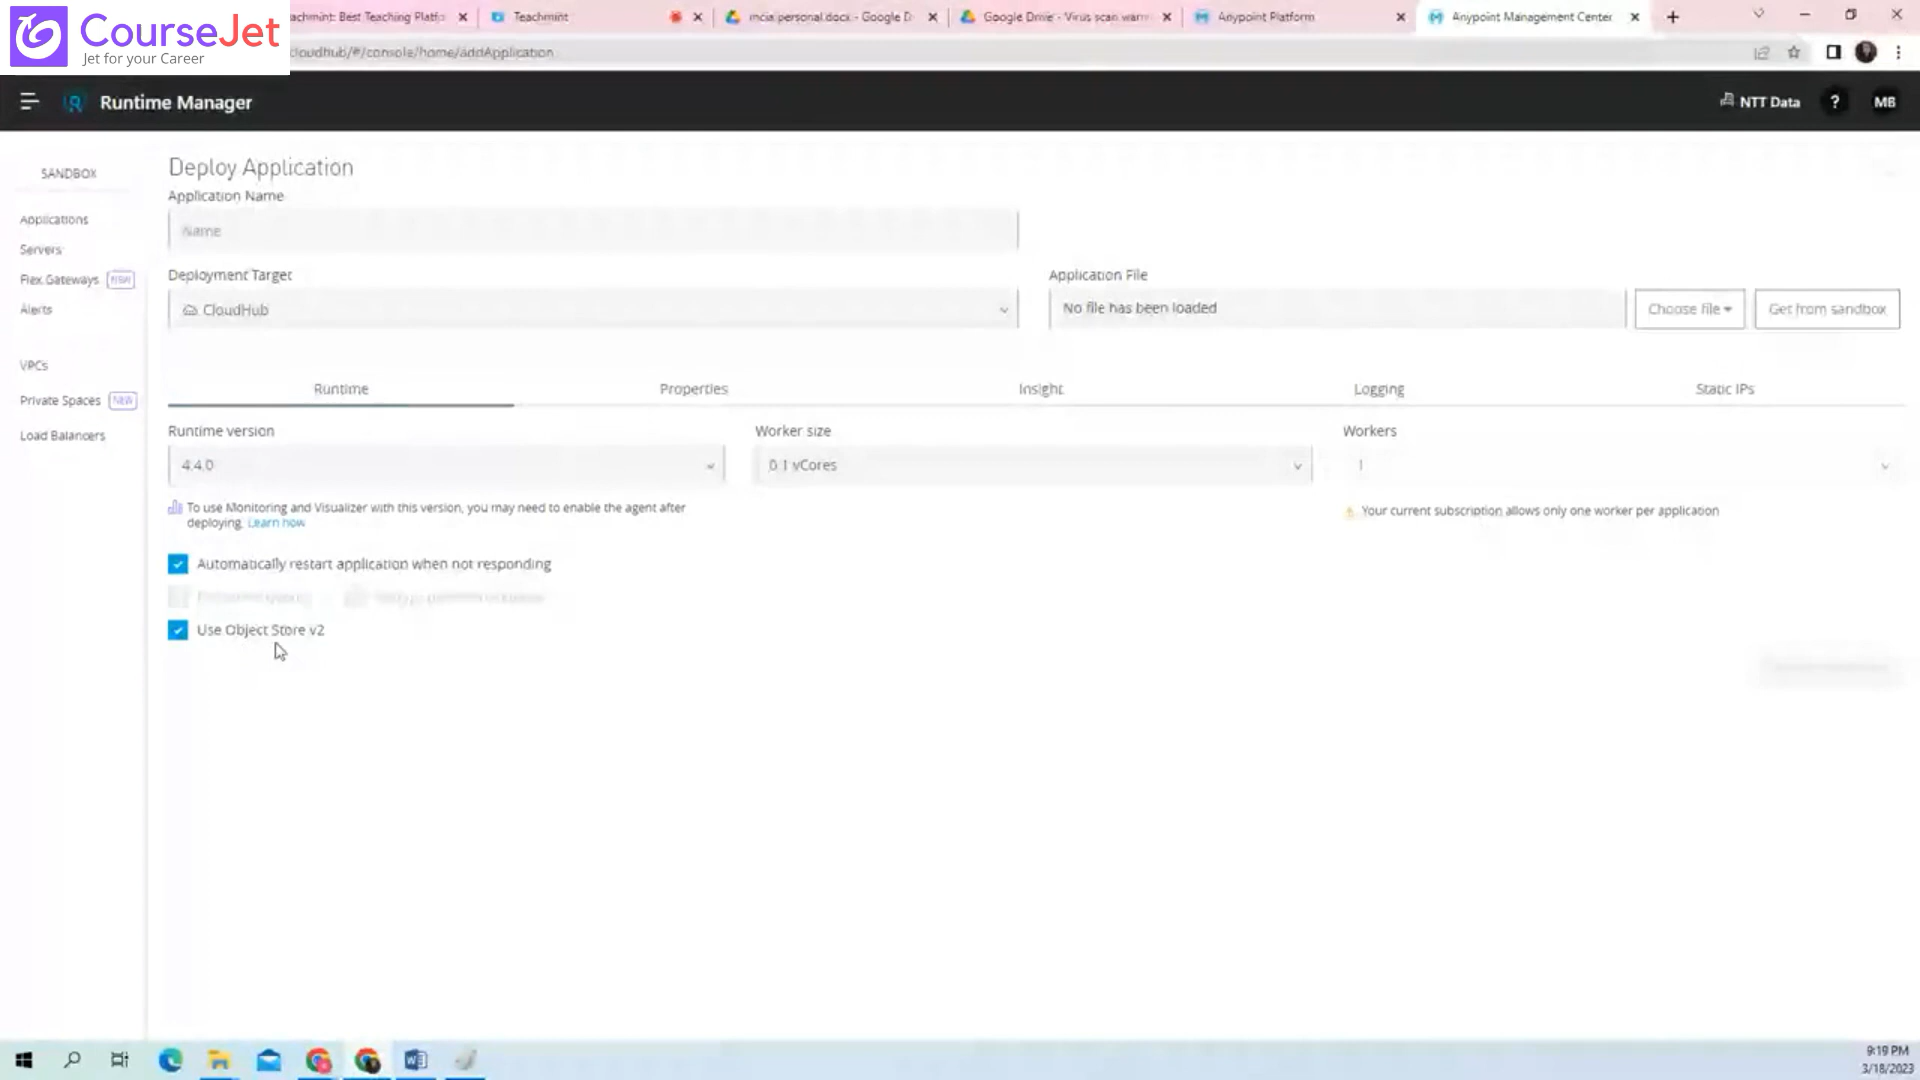 CourseJet
Jet for your Career
achmint: Best Teaching Platfo
Teachmint
mcia personal.docx - Google D
Google Drive - Virus scan warn
Anypoint Platform
Anypoint Management Center
cloudhub/#/console/home/addApplication
Runtime Manager
NTT Data
?
MB
SANDBOX
Applications
Servers
Flex Gateways NEW
Alerts
VPCs
Private Spaces NEW
Load Balancers
Deploy Application
Application Name
Name
Deployment Target
CloudHub
Application File
No file has been loaded
Choose file
Get from sandbox
Runtime
Properties
Insight
Logging
Static IPs
Runtime version
4.4.0
Worker size
0.1 vCores
Workers
1
To use Monitoring and Visualizer with this version, you may need to enable the agent after
deploying. Learn how
Your current subscription allows only one worker per application
Automatically restart application when not responding
Use Object Store v2
9:19 PM
3/18/2023